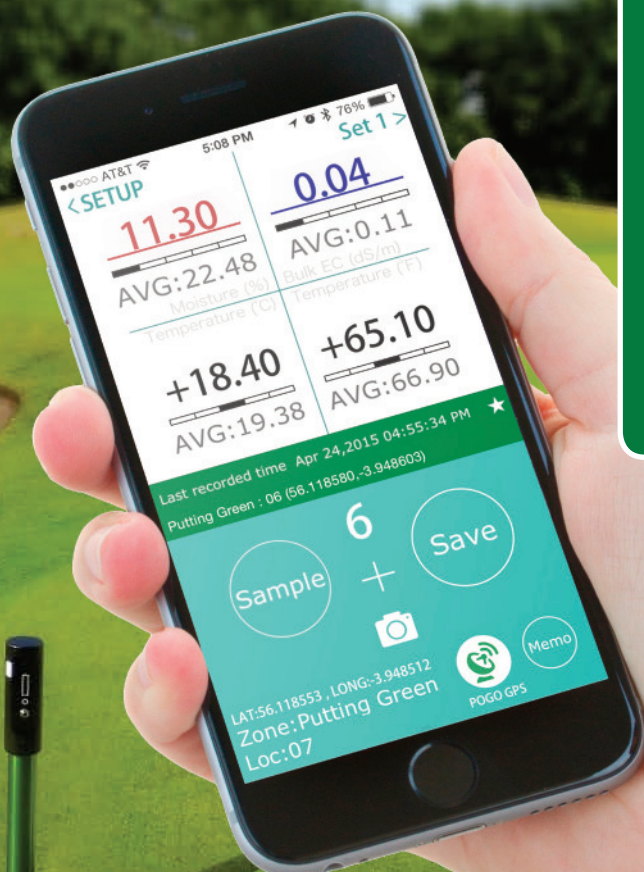 AT&T 5:08 PM 76%
<SETUP Set 1 >
11.30 0.04
AVG:22.48 AVG:0.11
Moisture (%) Bulk EC (dS/m)
Temperature (°C) Temperature (°F)
+18.40 +65.10
AVG:19.38 AVG:66.90
Last recorded time Apr 24,2015 04:55:34 PM
Putting Green : 06 (56.118580,-3.948603)
6
Sample + Save
LAT:56.118553 , LONG:-3.948512
Zone:Putting Green
Loc:07
POGO GPS
Memo